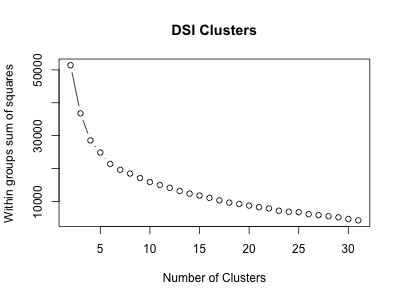 DSI Clusters
Within groups sum of squares
50000
30000
10000
5 10 15 20 25 30
Number of Clusters